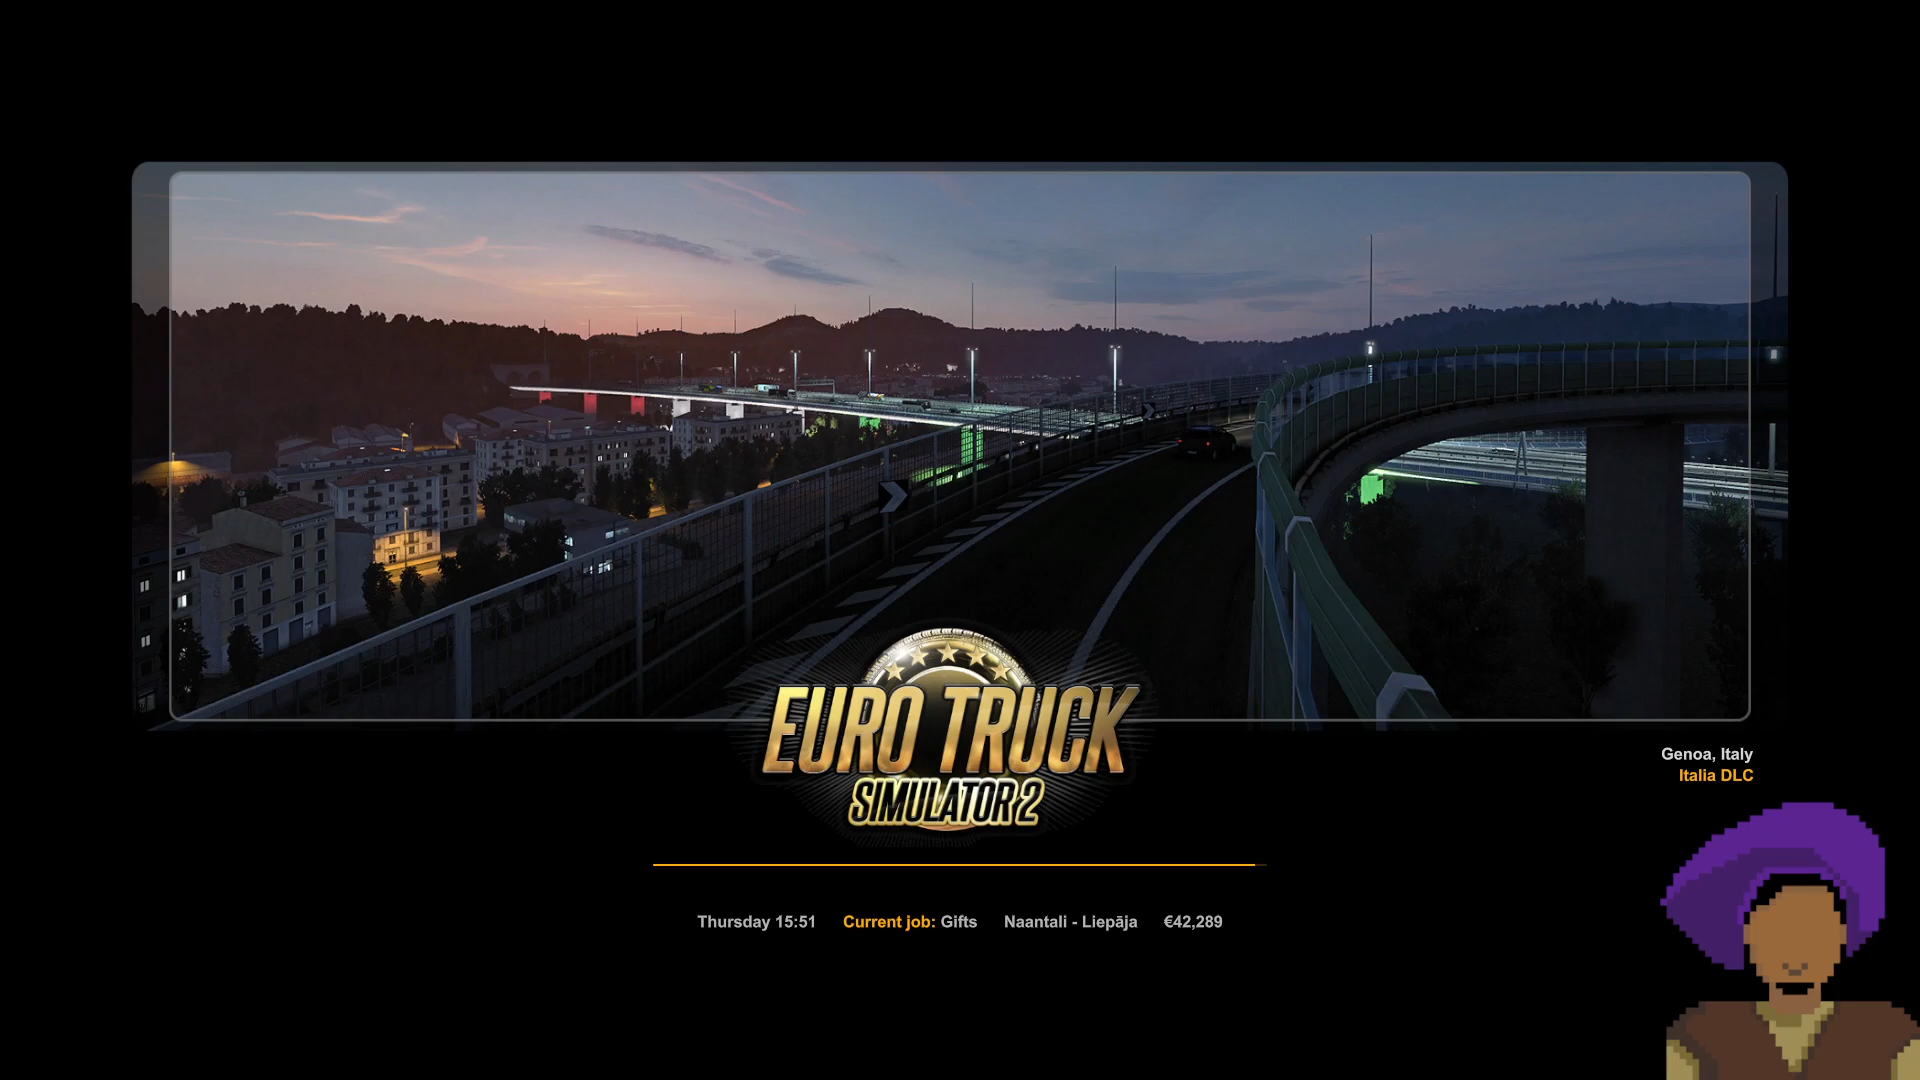 EURO TRUCK
SIMULATOR 2
Genoa, Italy
Italia DLC
Thursday 15:51 Current job: Gifts Naantali - Liepāja €42,289